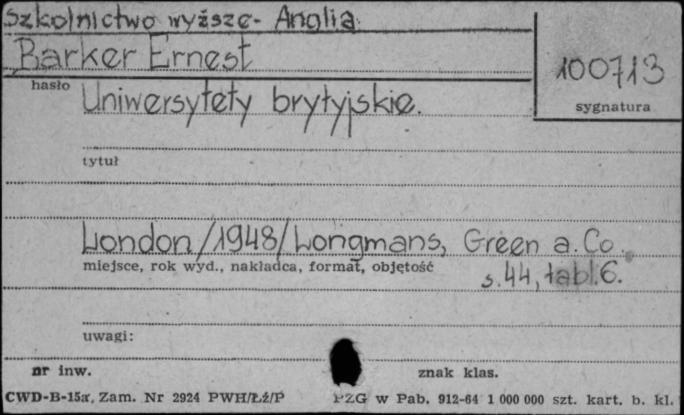 Szkolnictwo wyższe - Anglia
Barker Ernest
100713
hasło
sygnatura
Uniwersytety brytyjskie.
tytuł
London/1948/Longmans, Green a. Co.
miejsce, rok wyd., nakładca, format, objętość
s.44, tabl.6.
uwagi:
nr inw.
znak klas.
CWD-B-15a, Zam. Nr 2924 PWH/Łź/P PZG w Pab. 912-64 1 000 000 szt. kart. b. kl.